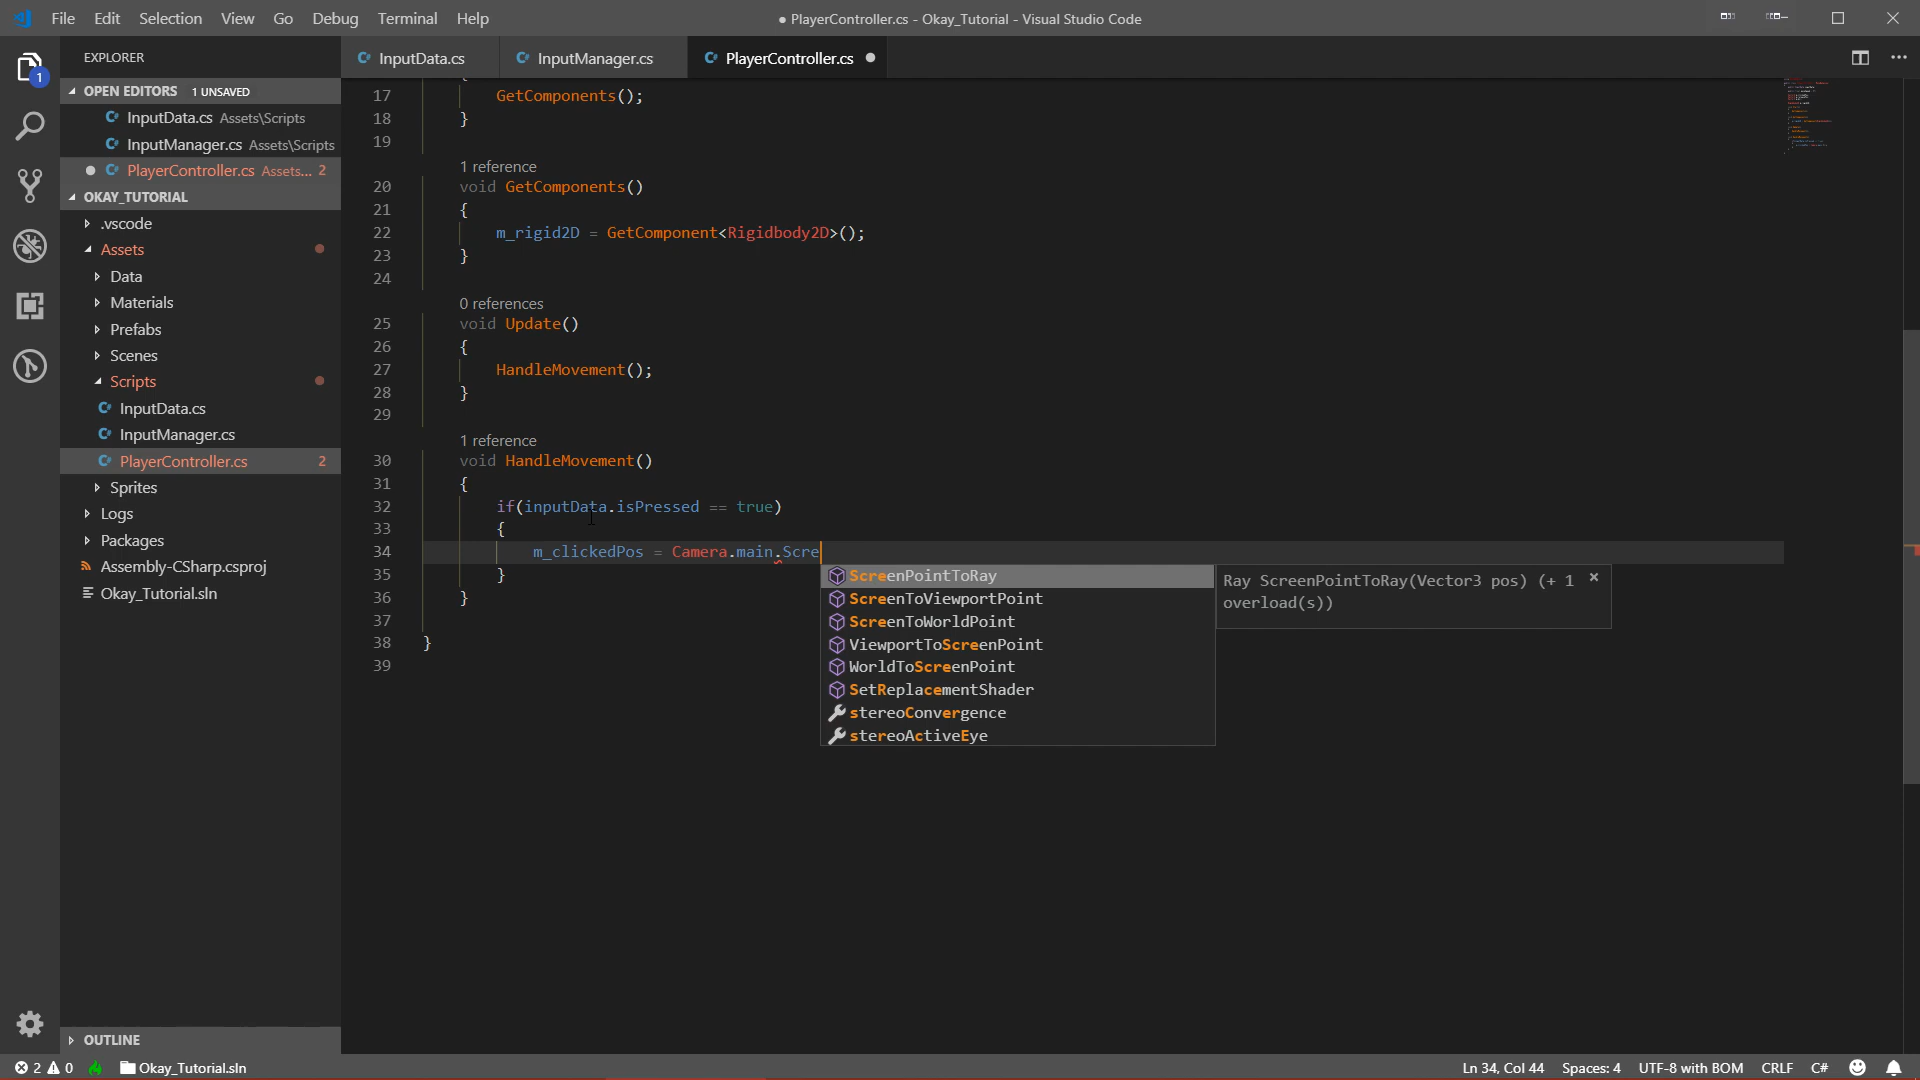 File Edit Selection View Go Debug Terminal Help
● PlayerController.cs - Okay_Tutorial - Visual Studio Code
EXPLORER
OPEN EDITORS 1 UNSAVED
InputData.cs Assets\Scripts
InputManager.cs Assets\Scripts
PlayerController.cs Assets... 2
OKAY_TUTORIAL
.vscode
Assets
Data
Materials
Prefabs
Scenes
Scripts
InputData.cs
InputManager.cs
PlayerController.cs 2
Sprites
Logs
Packages
Assembly-CSharp.csproj
Okay_Tutorial.sln
OUTLINE
1
InputData.cs InputManager.cs PlayerController.cs
17 GetComponents();
18 }
19
1 reference
20 void GetComponents()
21 {
22 m_rigid2D = GetComponent<Rigidbody2D>();
23 }
24
0 references
25 void Update()
26 {
27 HandleMovement();
28 }
29
1 reference
30 void HandleMovement()
31 {
32 if(inputData.isPressed == true)
33 {
34 m_clickedPos = Camera.main.Scre
35 }
36 }
37
38 }
39
ScreenPointToRay
ScreenToViewportPoint
ScreenToWorldPoint
ViewportToScreenPoint
WorldToScreenPoint
SetReplacementShader
stereoConvergence
stereoActiveEye
Ray ScreenPointToRay(Vector3 pos) (+ 1
overload(s))
2 0 Okay_Tutorial.sln
Ln 34, Col 44 Spaces: 4 UTF-8 with BOM CRLF C#